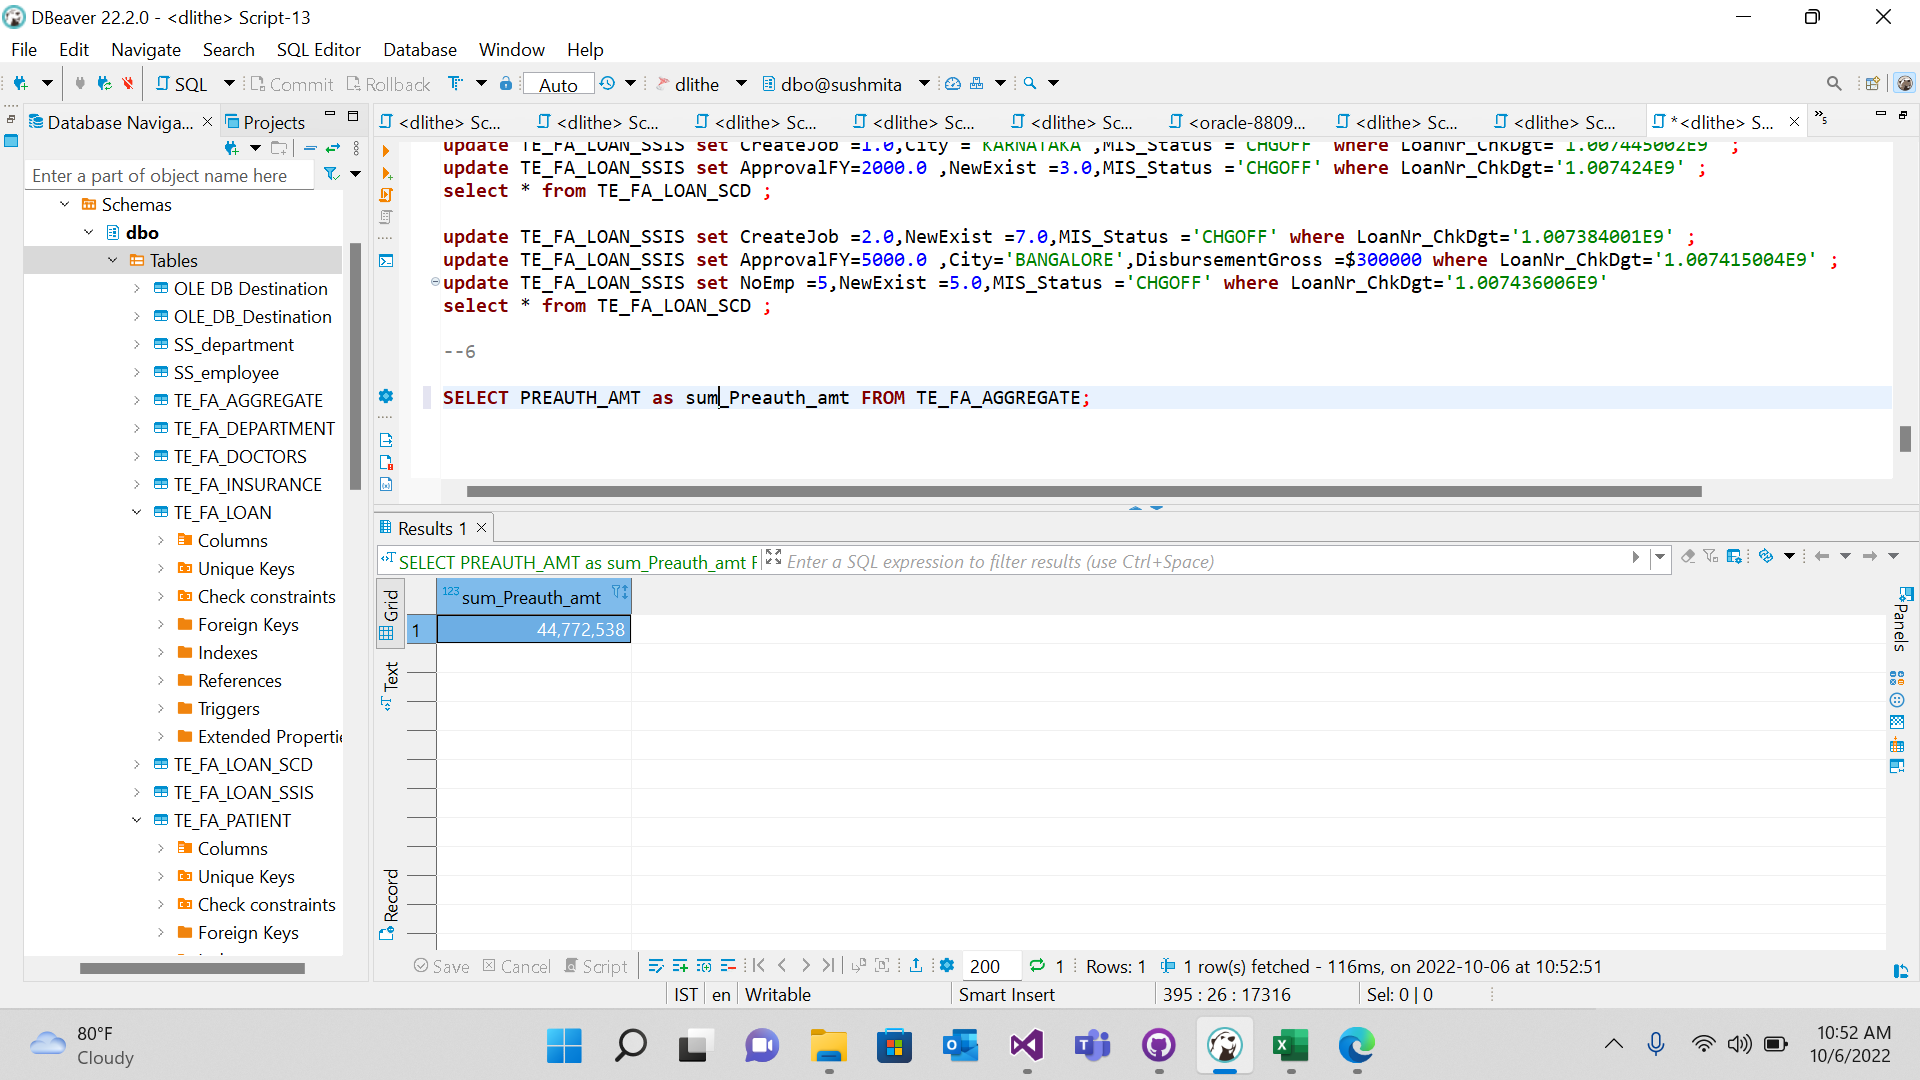 DBeaver 22.2.0 - <dlithe> Script-13
File Edit Navigate Search SQL Editor Database Window Help
SQL Commit Rollback Auto dlithe dbo@sushmita
Database Naviga... Projects
<dlithe> Sc... <dlithe> Sc... <dlithe> Sc... <dlithe> Sc... <dlithe> Sc... <oracle-8809... <dlithe> Sc... <dlithe> Sc... *<dlithe> S... »5
Enter a part of object name here
Schemas
dbo
Tables
OLE DB Destination
OLE_DB_Destination
SS_department
SS_employee
TE_FA_AGGREGATE
TE_FA_DEPARTMENT
TE_FA_DOCTORS
TE_FA_INSURANCE
TE_FA_LOAN
Columns
Unique Keys
Check constraints
Foreign Keys
Indexes
References
Triggers
Extended Properti
TE_FA_LOAN_SCD
TE_FA_LOAN_SSIS
TE_FA_PATIENT
Columns
Unique Keys
Check constraints
Foreign Keys
update TE_FA_LOAN_SSIS set CreateJob =1.0,City ='KARNATAKA',MIS_Status ='CHGOFF' where LoanNr_ChkDgt='1.007445002E9' ;
update TE_FA_LOAN_SSIS set ApprovalFY=2000.0 ,NewExist =3.0,MIS_Status ='CHGOFF' where LoanNr_ChkDgt='1.007424E9' ;
select * from TE_FA_LOAN_SCD ;
update TE_FA_LOAN_SSIS set CreateJob =2.0,NewExist =7.0,MIS_Status ='CHGOFF' where LoanNr_ChkDgt='1.007384001E9' ;
update TE_FA_LOAN_SSIS set ApprovalFY=5000.0 ,City='BANGALORE',DisbursementGross =$300000 where LoanNr_ChkDgt='1.007415004E9' ;
update TE_FA_LOAN_SSIS set NoEmp =5,NewExist =5.0,MIS_Status ='CHGOFF' where LoanNr_ChkDgt='1.007436006E9'
select * from TE_FA_LOAN_SCD ;
--6
SELECT PREAUTH_AMT as sum_Preauth_amt FROM TE_FA_AGGREGATE;
Results 1
SELECT PREAUTH_AMT as sum_Preauth_amt F Enter a SQL expression to filter results (use Ctrl+Space)
Grid
Text
Record
Panels
123 sum_Preauth_amt
1 44,772,538
Save Cancel Script 200 1 Rows: 1 1 row(s) fetched - 116ms, on 2022-10-06 at 10:52:51
IST en Writable Smart Insert 395 : 26 : 17316 Sel: 0 | 0
80°F
Cloudy
10:52 AM
10/6/2022